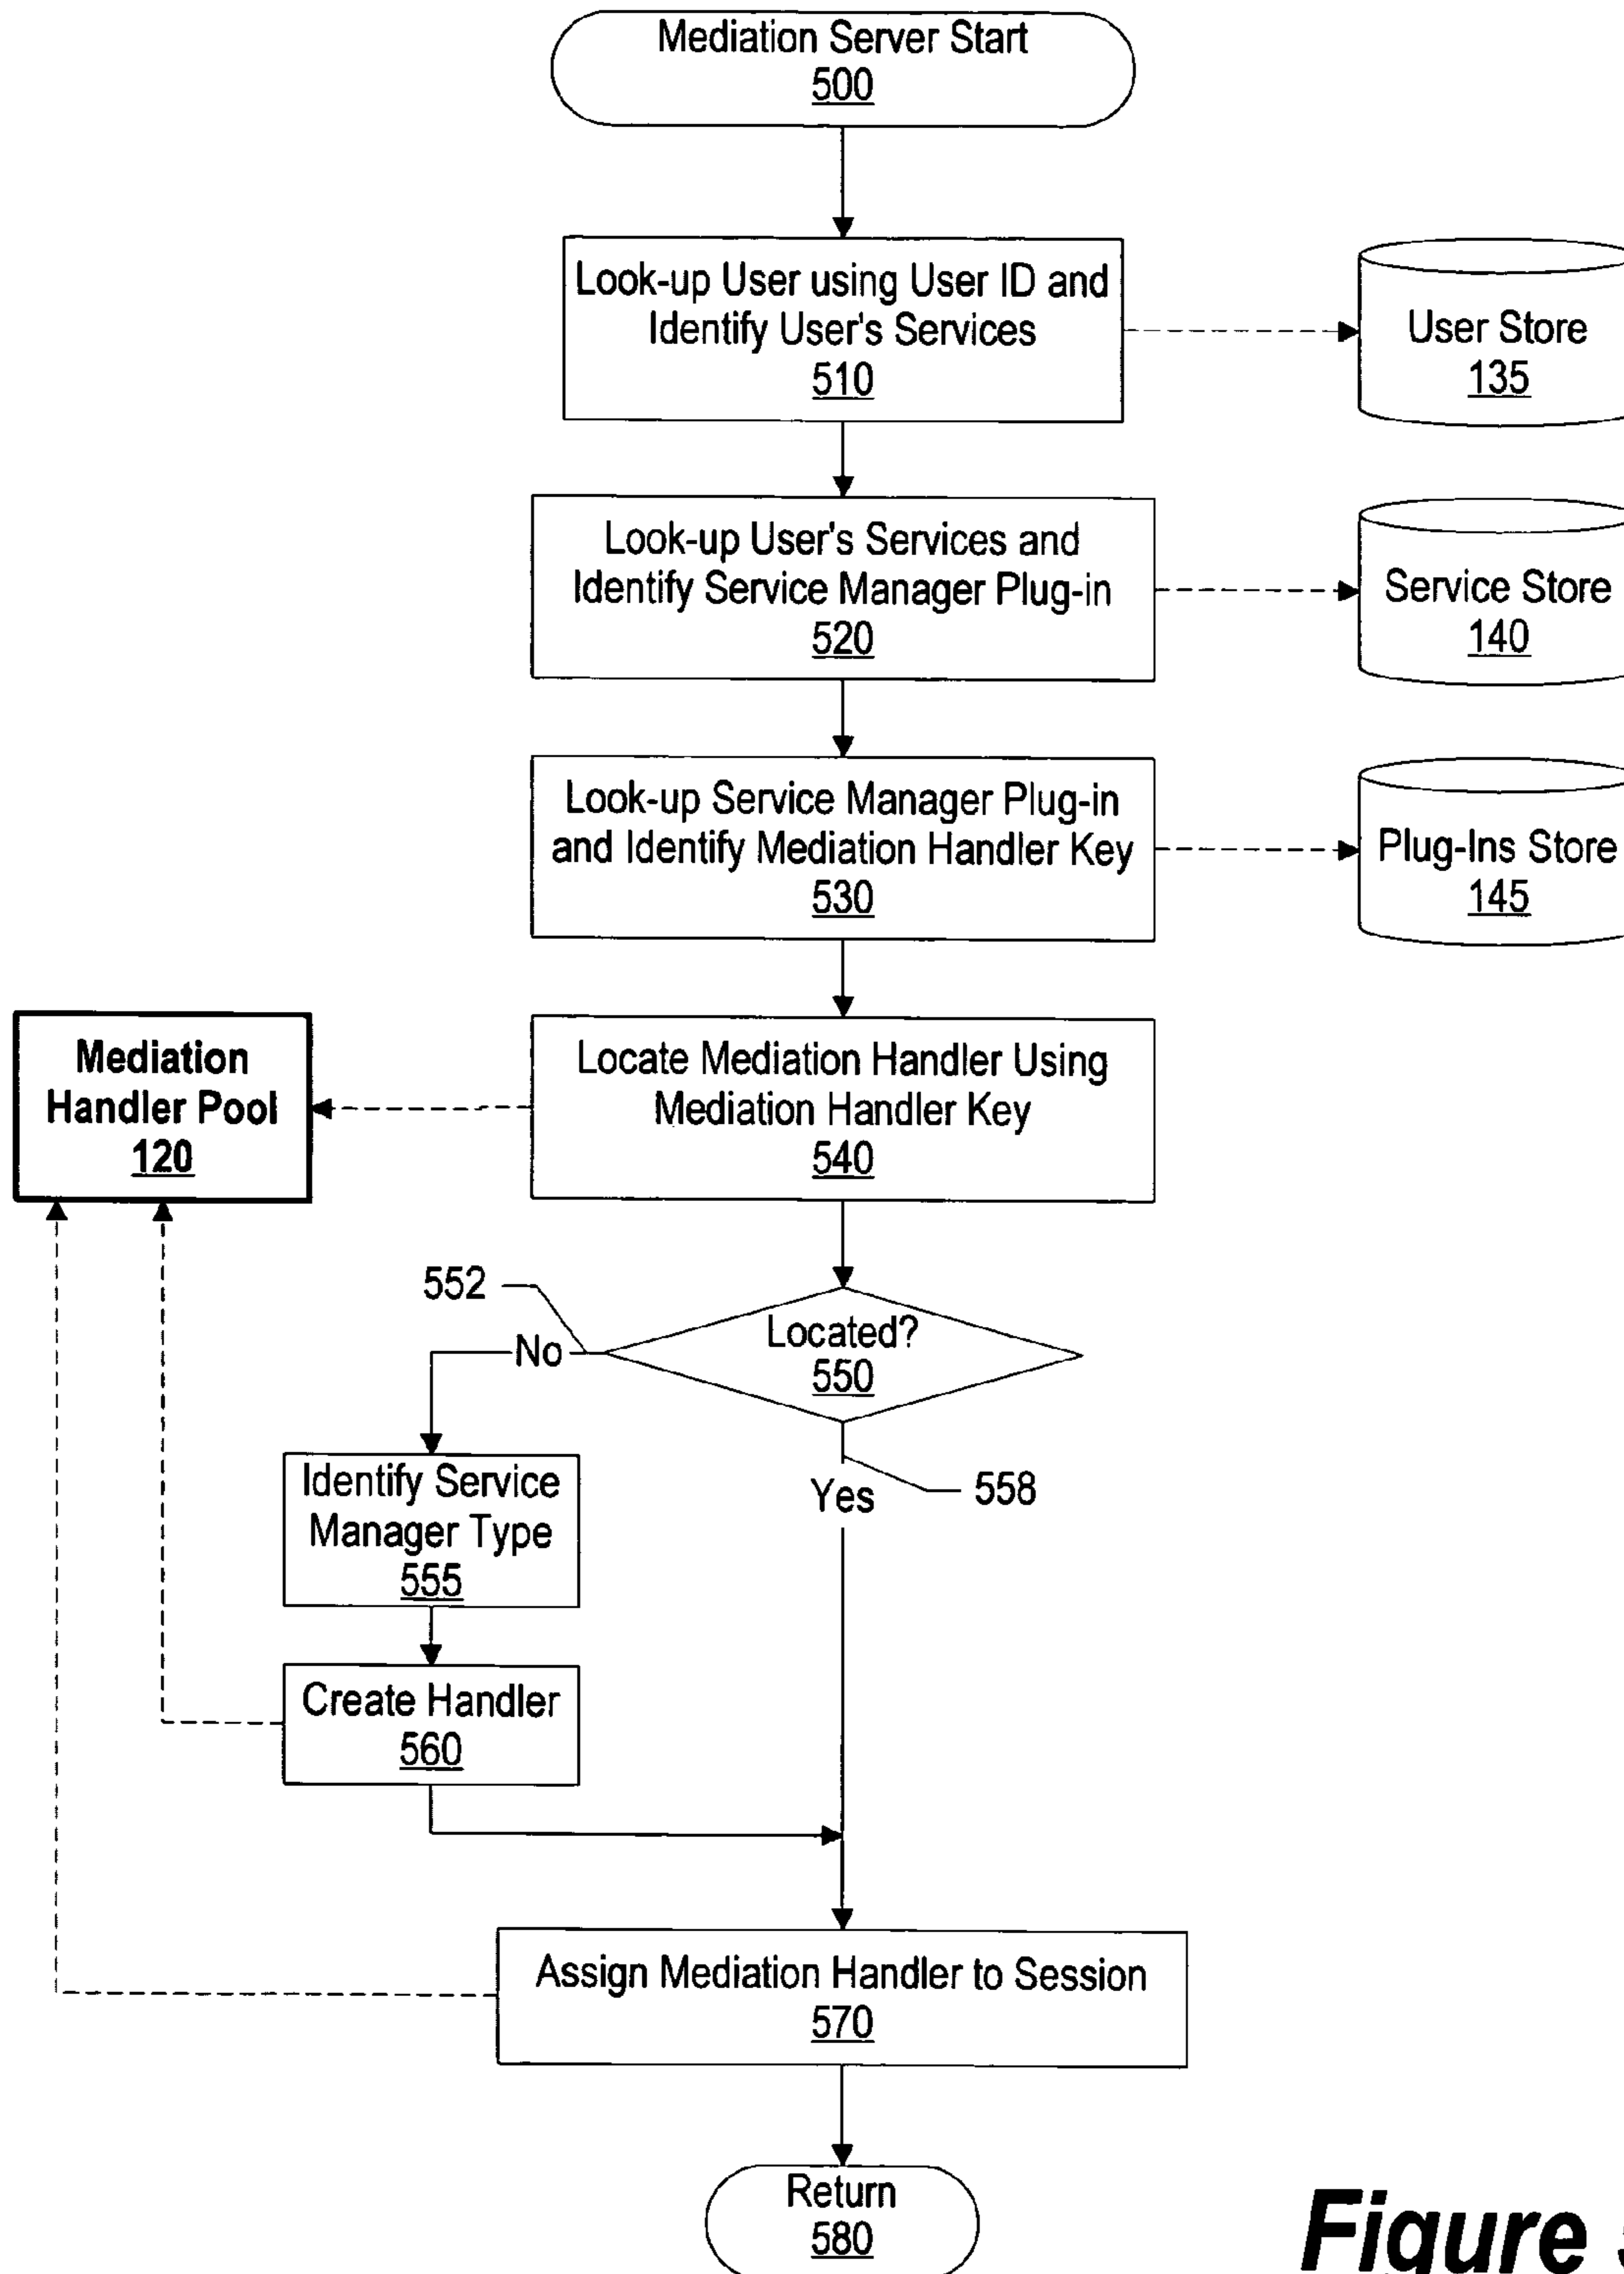 Mediation Server Start
500
Look-up User using User ID and
Identify User's Services
510
User Store
135
Look-up User's Services and
Identify Service Manager Plug-in
520
Service Store
140
Look-up Service Manager Plug-in
and Identify Mediation Handler Key
530
Plug-Ins Store
145
Mediation
Handler Pool
120
Locate Mediation Handler Using
Mediation Handler Key
540
552
No
Located?
550
Yes
558
Identify Service
Manager Type
555
Create Handler
560
Assign Mediation Handler to Session
570
Return
580
Figure